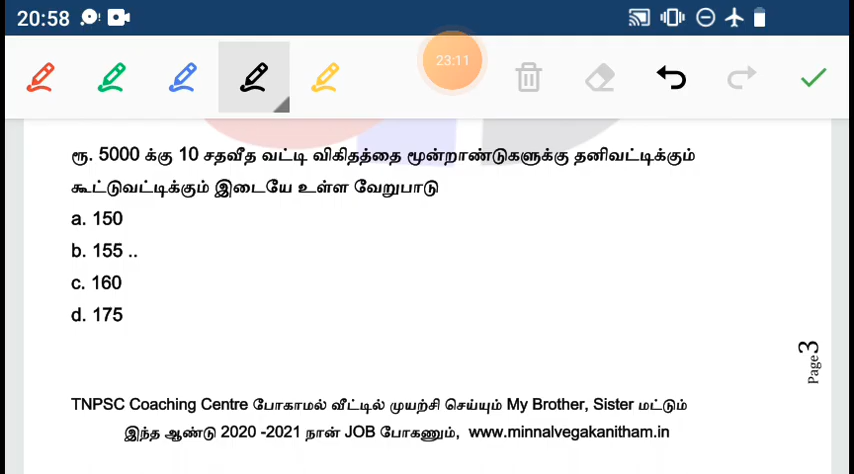 20:58
23:11
ரூ. 5000 க்கு 10 சதவீத வட்டி விகிதத்தை மூன்றாண்டுகளுக்கு தனிவட்டிக்கும்
கூட்டுவட்டிக்கும் இடையே உள்ள வேறுபாடு
a. 150
b. 155 ..
c. 160
d. 175
Page 3
TNPSC Coaching Centre போகாமல் வீட்டில் முயற்சி செய்யும் My Brother, Sister மட்டும்
இந்த ஆண்டு 2020 -2021 நான் JOB போகணும், www.minnalvegakanitham.in